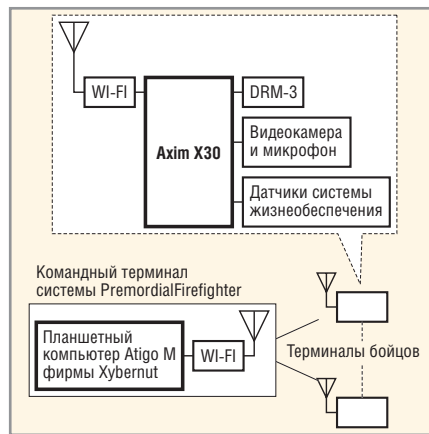 WI-FI
Axim X30
DRM-3
Видеокамера
и микрофон
Датчики системы
жизнеобеспечения
Командный терминал
системы PremordialFirefighter
Планшетный
компьютер Atigo M
фирмы Xybernut
WI-FI
Терминалы бойцов